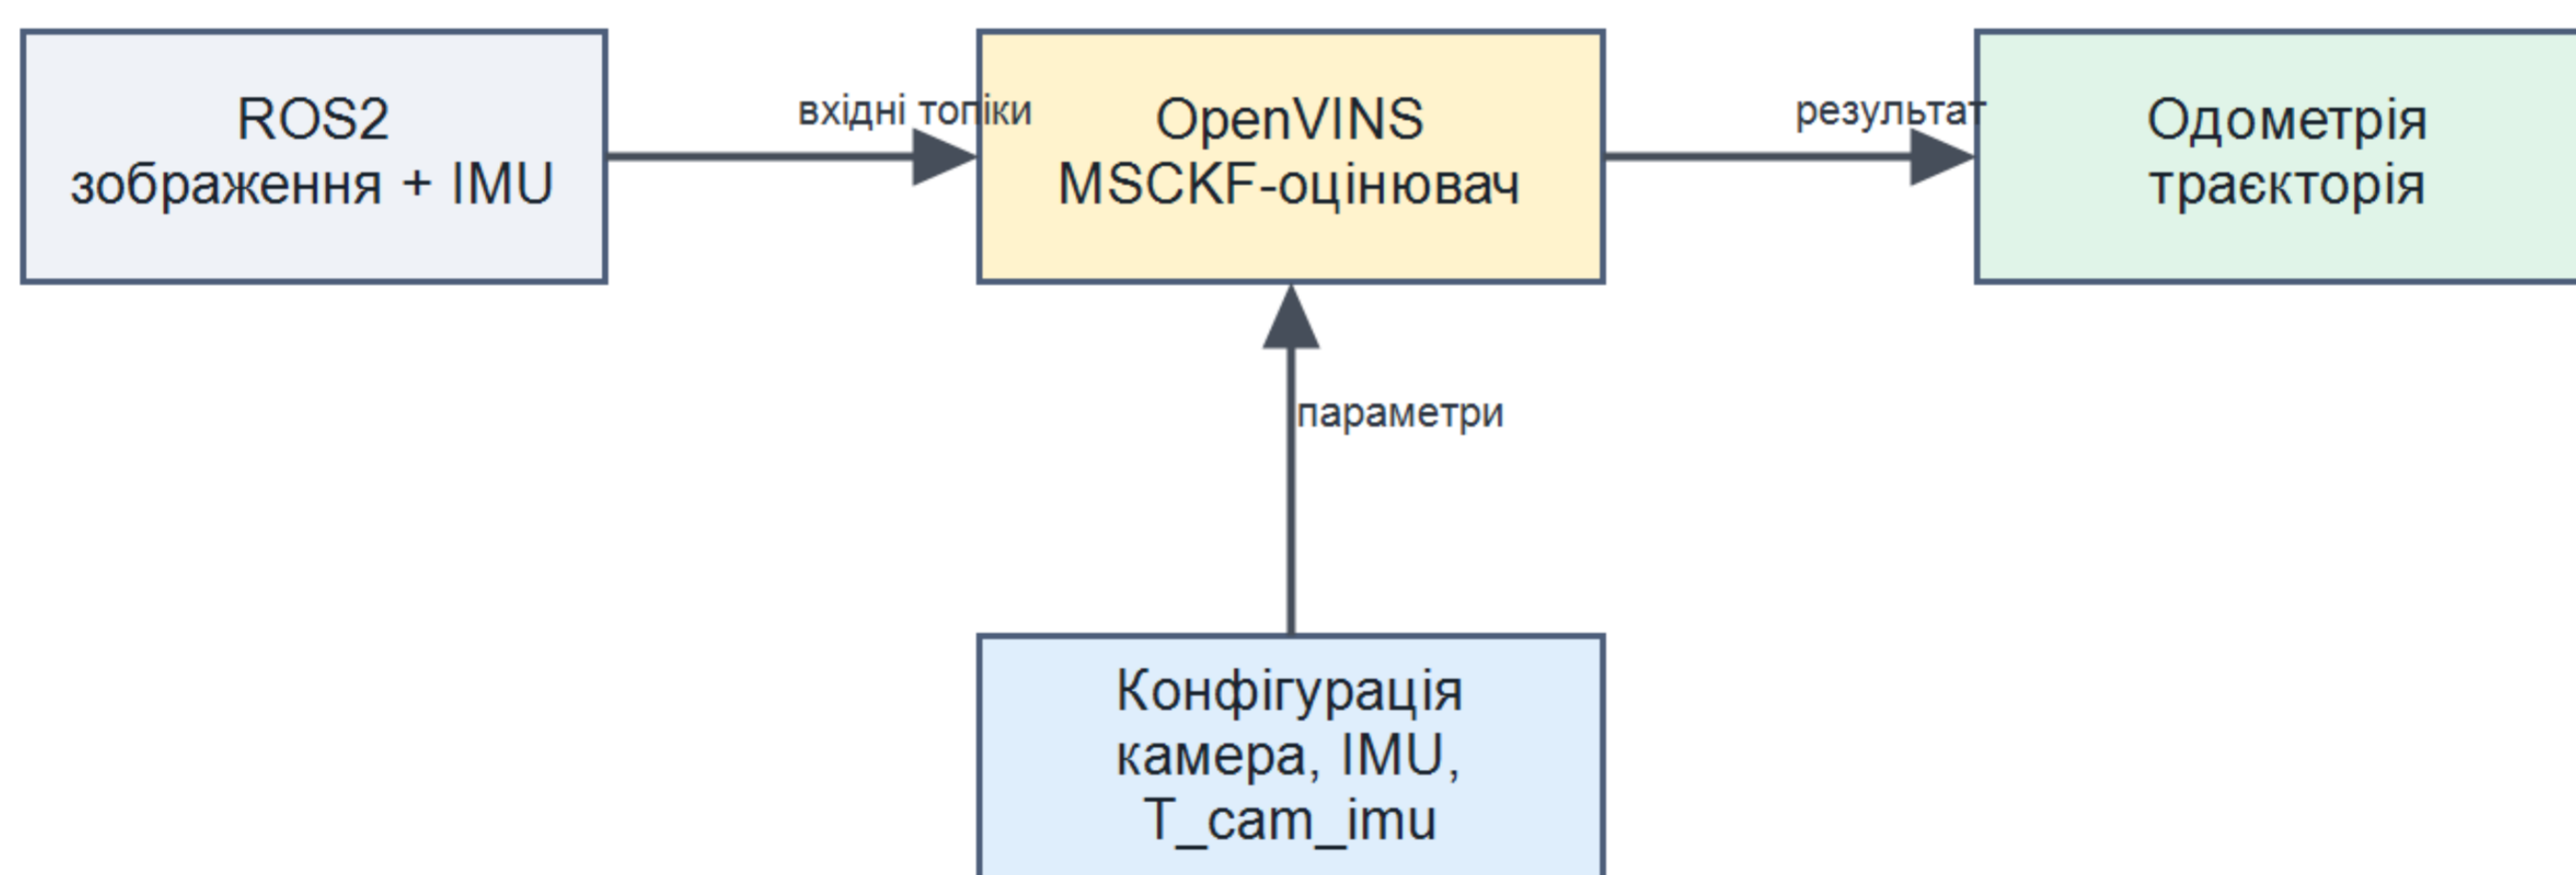 ROS2
зображення + IMU
вхідні топіки
OpenVINS
MSCKF-оцінювач
результат
Одометрія
траєкторія
параметри
Конфігурація
камера, IMU,
T_cam_imu